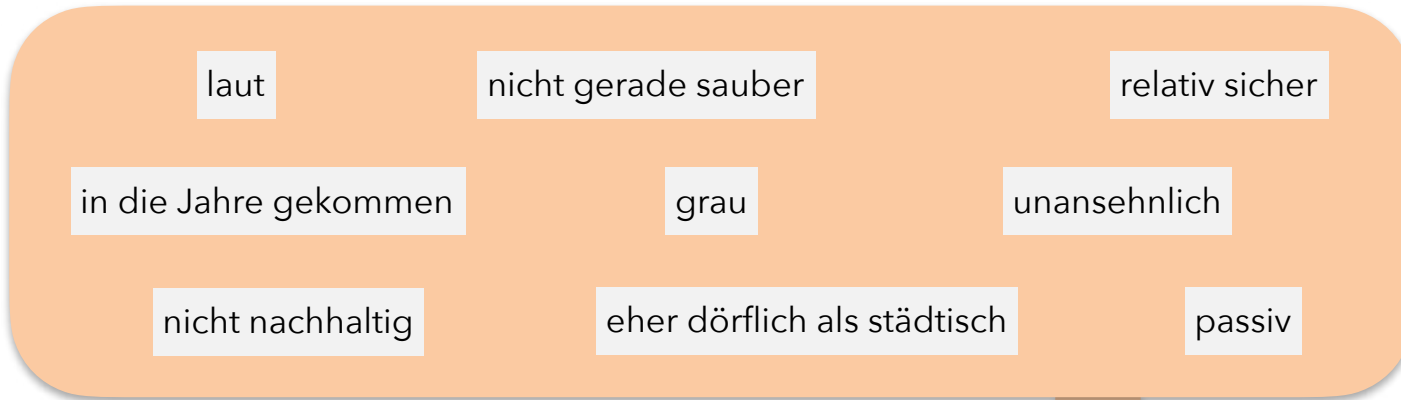 laut
nicht gerade sauber
relativ sicher
in die Jahre gekommen
grau
unansehnlich
nicht nachhaltig
eher dörflich als städtisch
passiv